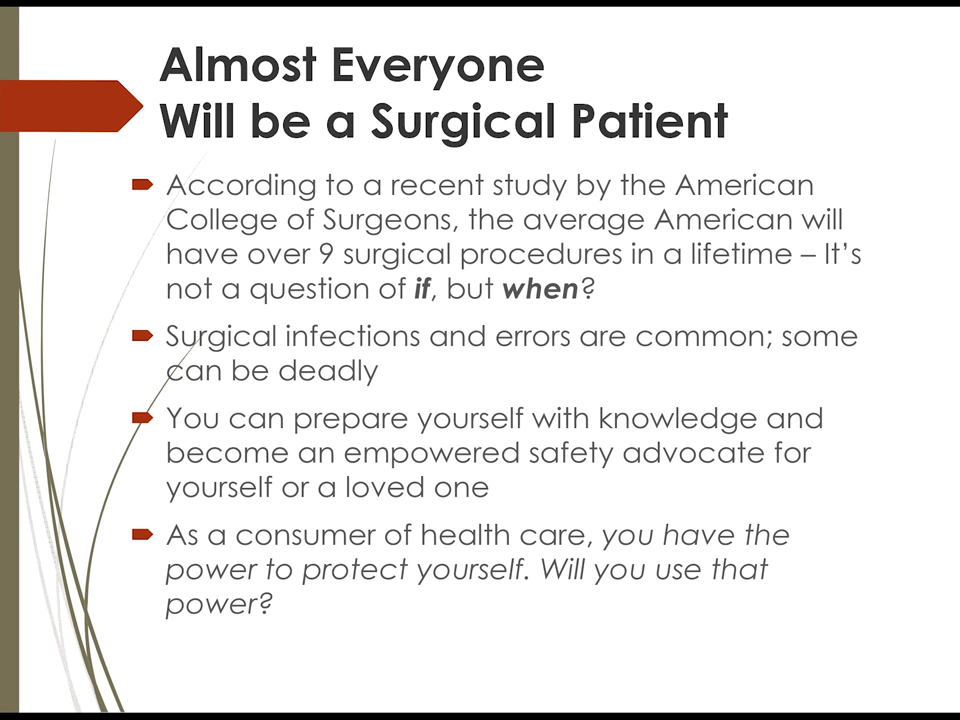 Almost Everyone
Will be a Surgical Patient
According to a recent study by the American
College of Surgeons, the average American will
have over 9 surgical procedures in a lifetime – It’s
not a question of if, but when?
Surgical infections and errors are common; some
can be deadly
You can prepare yourself with knowledge and
become an empowered safety advocate for
yourself or a loved one
As a consumer of health care, you have the
power to protect yourself. Will you use that
power?